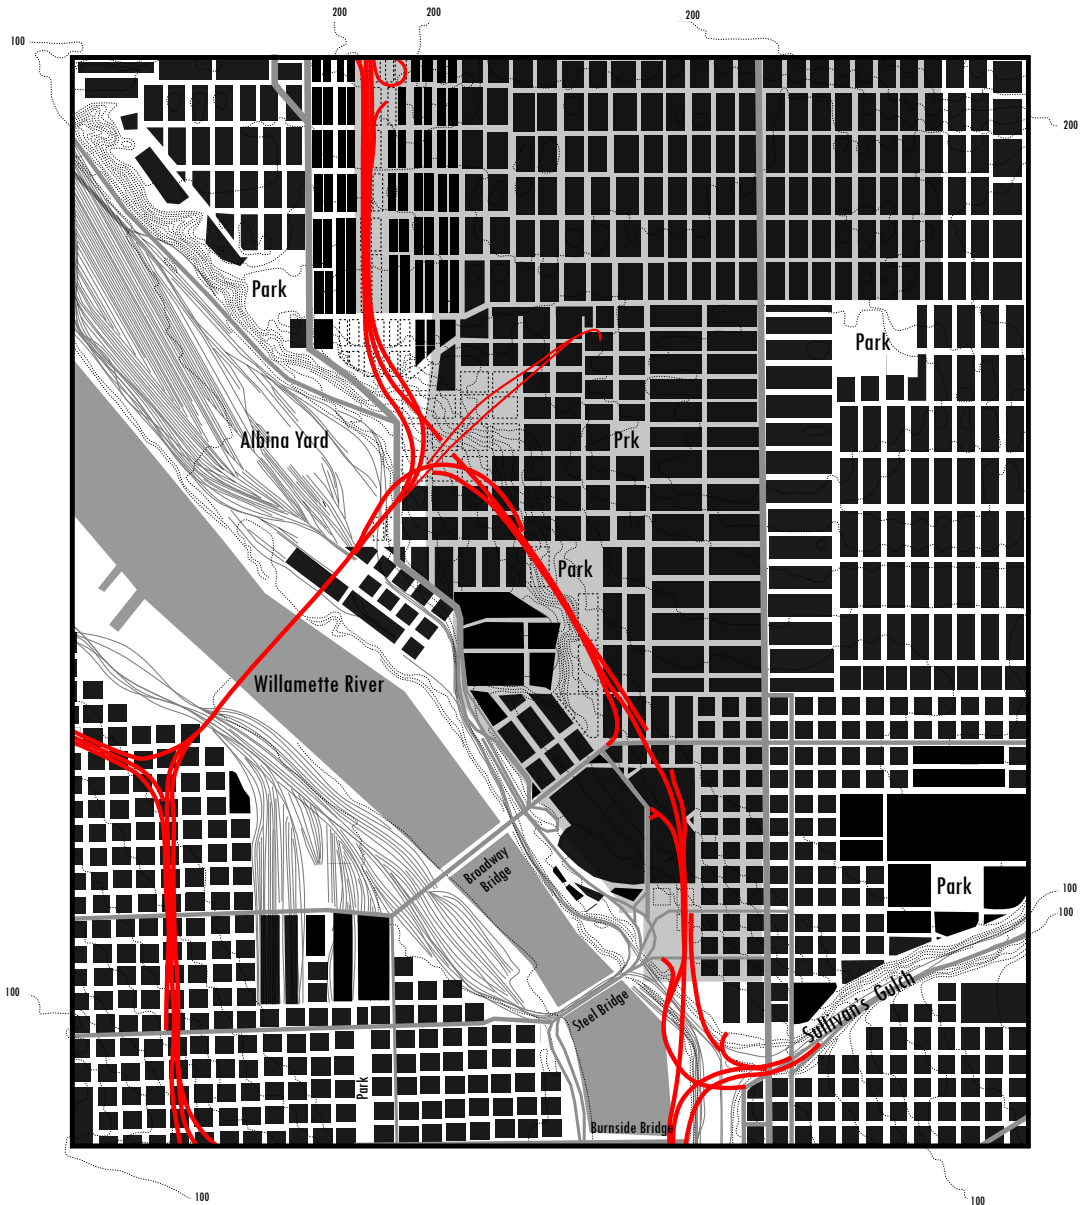 200
200
200
100
200
Park
Park
Albina Yard
Prk
Park
Willamette River
Broadway
Bridge
Park
100
100
100
Sullivan's Gulch
Steel Bridge
Park
Burnside Bridge
100
100